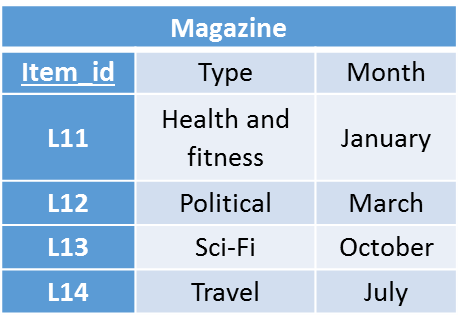 Magazine
Item_id Type Month
L11 Health and fitness January
L12 Political March
L13 Sci-Fi October
L14 Travel July